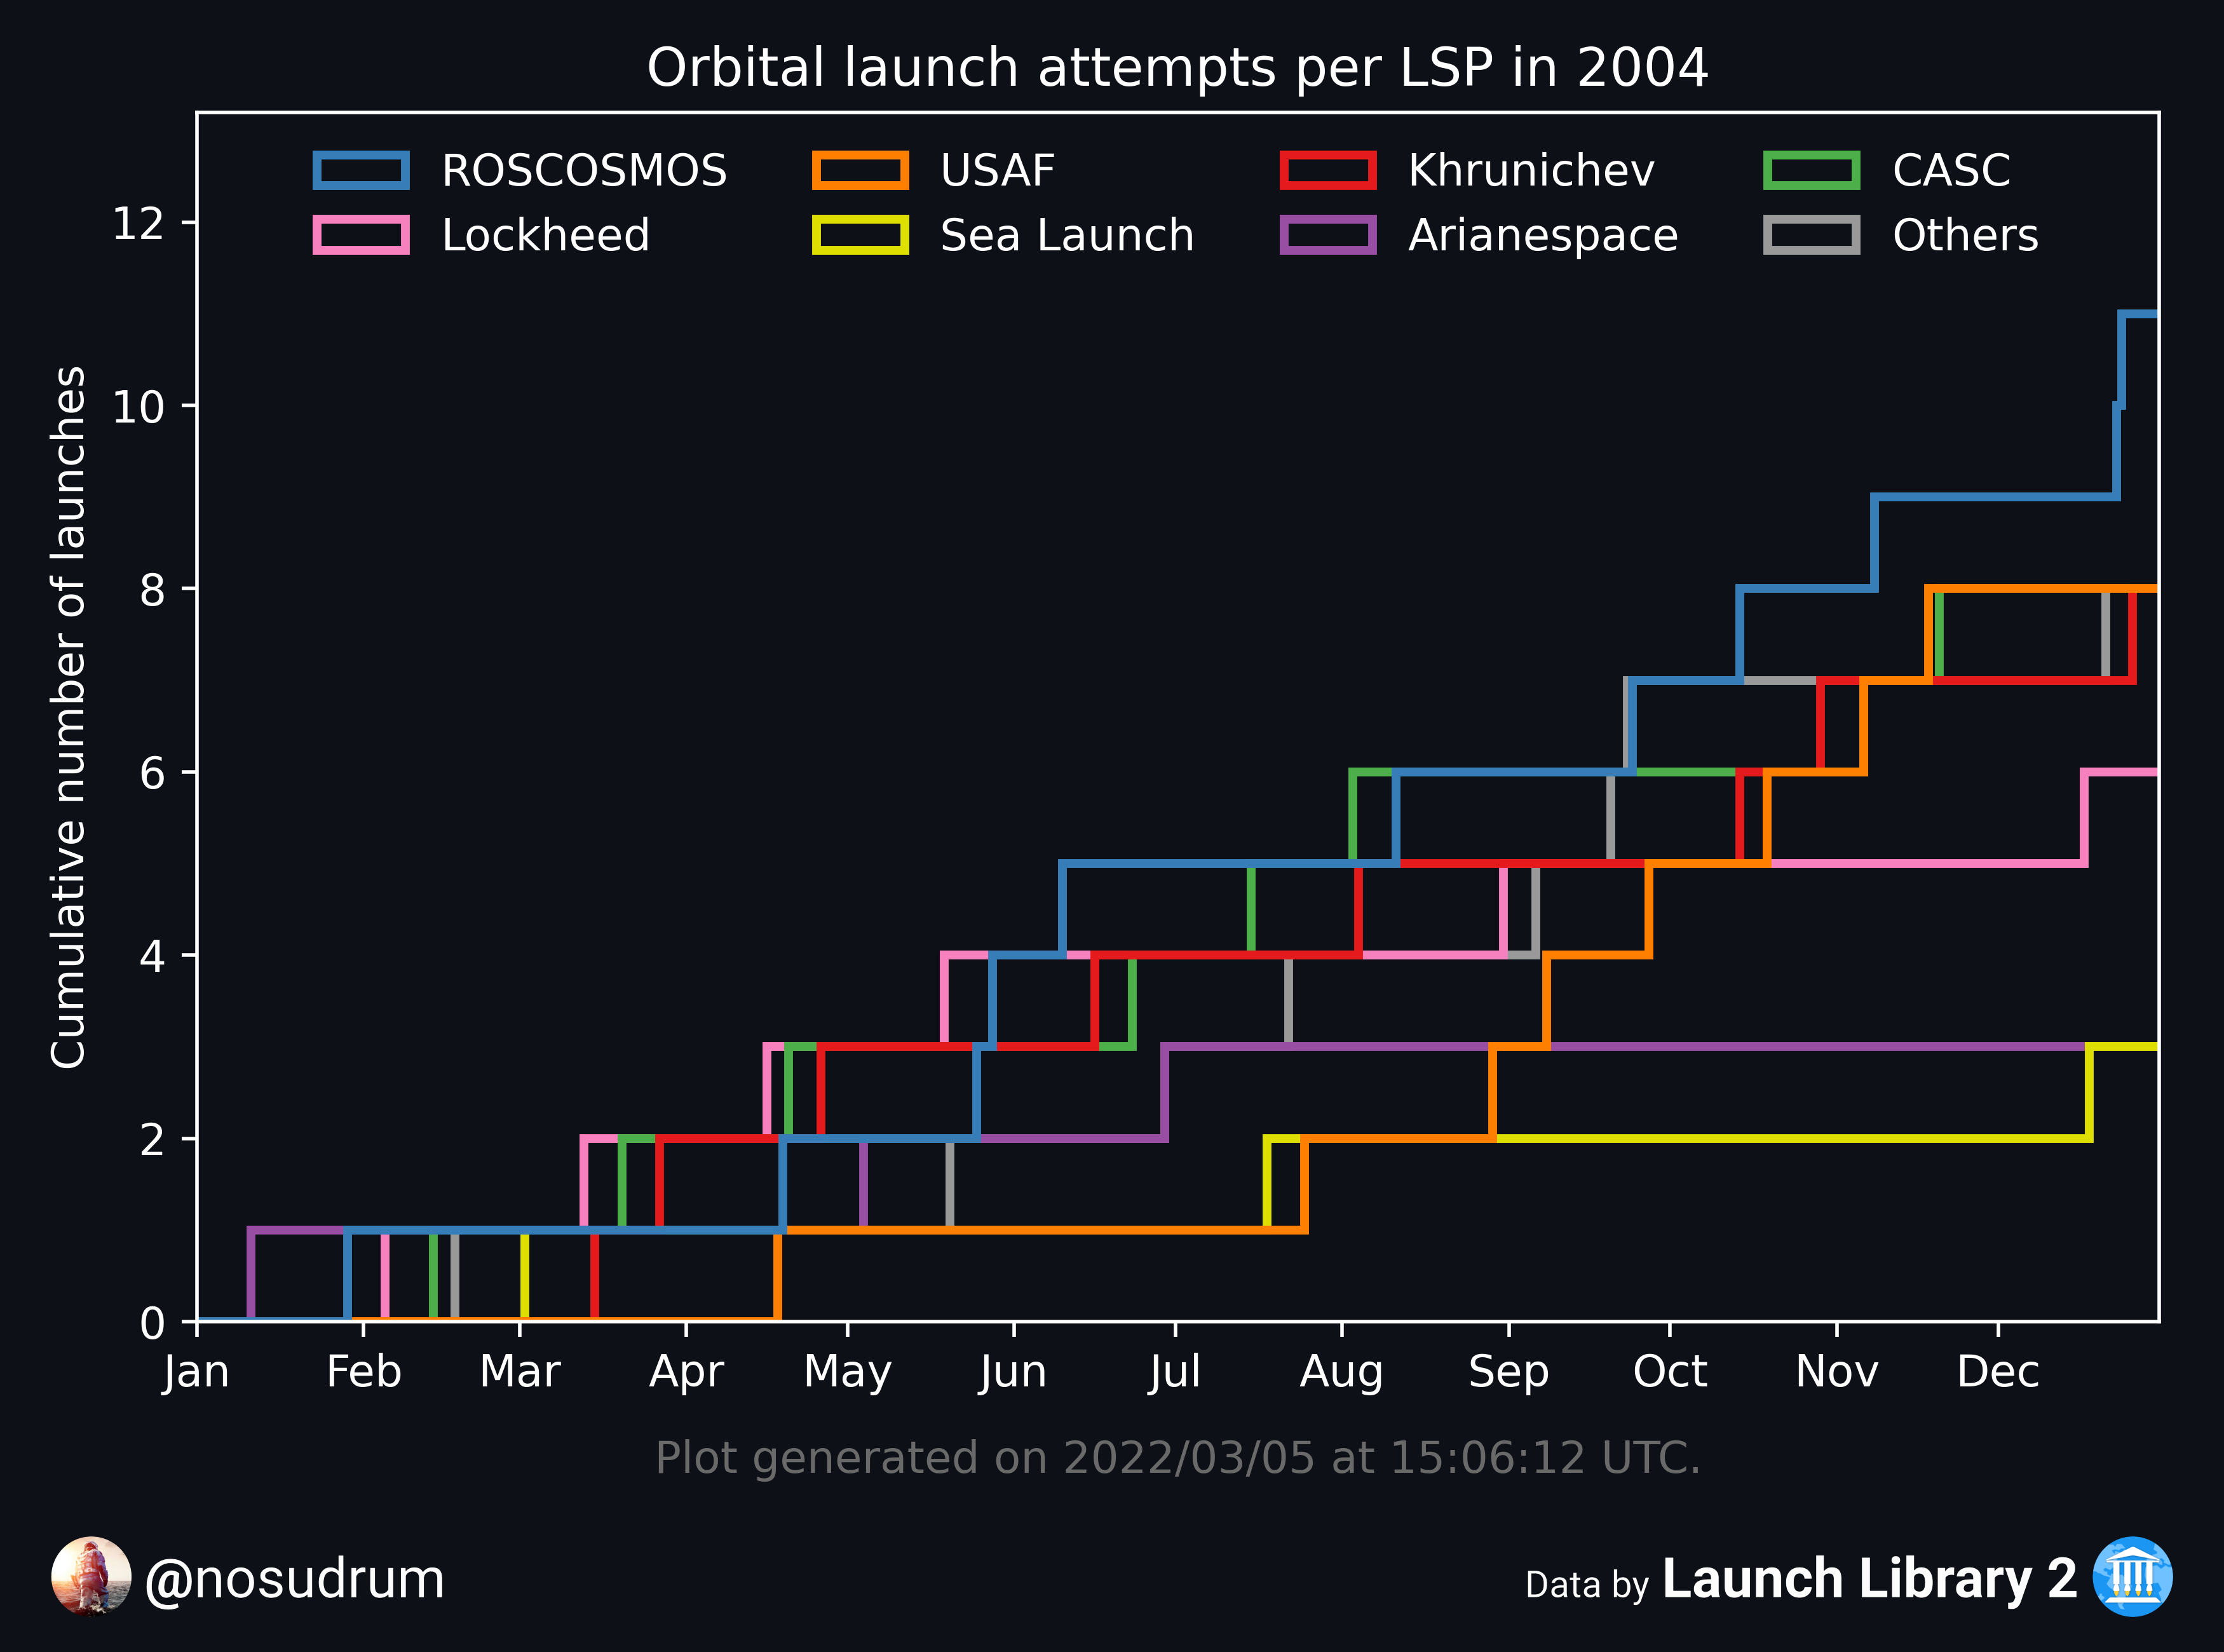 Orbital launch attempts per LSP in 2004
ROSCOSMOS
USAF
Khrunichev
CASC
Lockheed
Sea Launch
Arianespace
Others
Cumulative number of launches
12
10
8
6
4
2
0
Jan Feb Mar Apr May Jun Jul Aug Sep Oct Nov Dec
Plot generated on 2022/03/05 at 15:06:12 UTC.
@nosudrum
Data by Launch Library 2